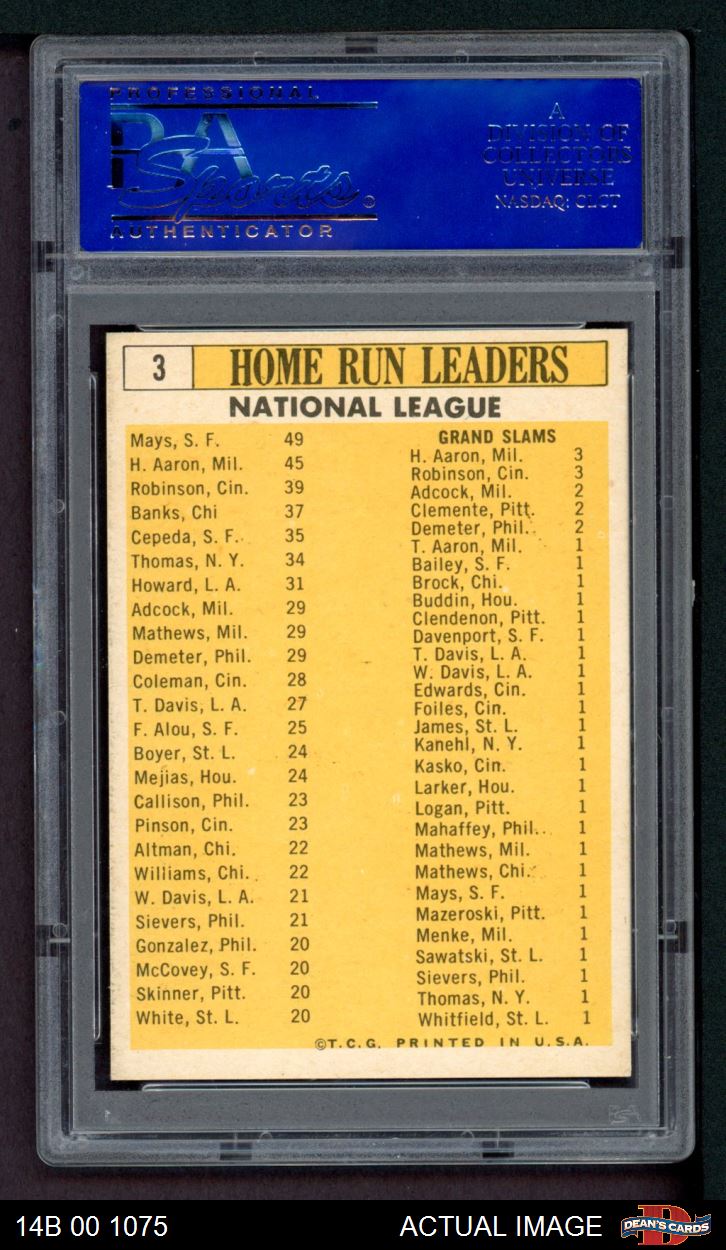 PROFESSIONAL
PSA
Sports
AUTHENTICATOR
A
DIVISION OF
COLLECTORS
UNIVERSE
NASDAQ: CLCT
3 HOME RUN LEADERS
NATIONAL LEAGUE
Mays, S. F. 49
H. Aaron, Mil. 45
Robinson, Cin. 39
Banks, Chi 37
Cepeda, S. F. 35
Thomas, N. Y. 34
Howard, L. A. 31
Adcock, Mil. 29
Mathews, Mil. 29
Demeter, Phil. 29
Coleman, Cin. 28
T. Davis, L. A. 27
F. Alou, S. F. 25
Boyer, St. L. 24
Mejias, Hou. 24
Callison, Phil. 23
Pinson, Cin. 23
Altman, Chi. 22
Williams, Chi. 22
W. Davis, L. A. 21
Sievers, Phil. 21
Gonzalez, Phil. 20
McCovey, S. F. 20
Skinner, Pitt. 20
White, St. L. 20
GRAND SLAMS
H. Aaron, Mil. 3
Robinson, Cin. 3
Adcock, Mil. 2
Clemente, Pitt. 2
Demeter, Phil. 2
T. Aaron, Mil. 1
Bailey, S. F. 1
Brock, Chi. 1
Buddin, Hou. 1
Clendenon, Pitt. 1
Davenport, S. F. 1
T. Davis, L. A. 1
W. Davis, L. A. 1
Edwards, Cin. 1
Foiles, Cin. 1
James, St. L. 1
Kanehl, N. Y. 1
Kasko, Cin. 1
Larker, Hou. 1
Logan, Pitt. 1
Mahaffey, Phil. 1
Mathews, Mil. 1
Mathews, Chi. 1
Mays, S. F. 1
Mazeroski, Pitt. 1
Menke, Mil. 1
Sawatski, St. L. 1
Sievers, Phil. 1
Thomas, N. Y. 1
Whitfield, St. L. 1
©T.C.G. PRINTED IN U.S.A.
14B 00 1075
ACTUAL IMAGE
DEAN'S CARDS